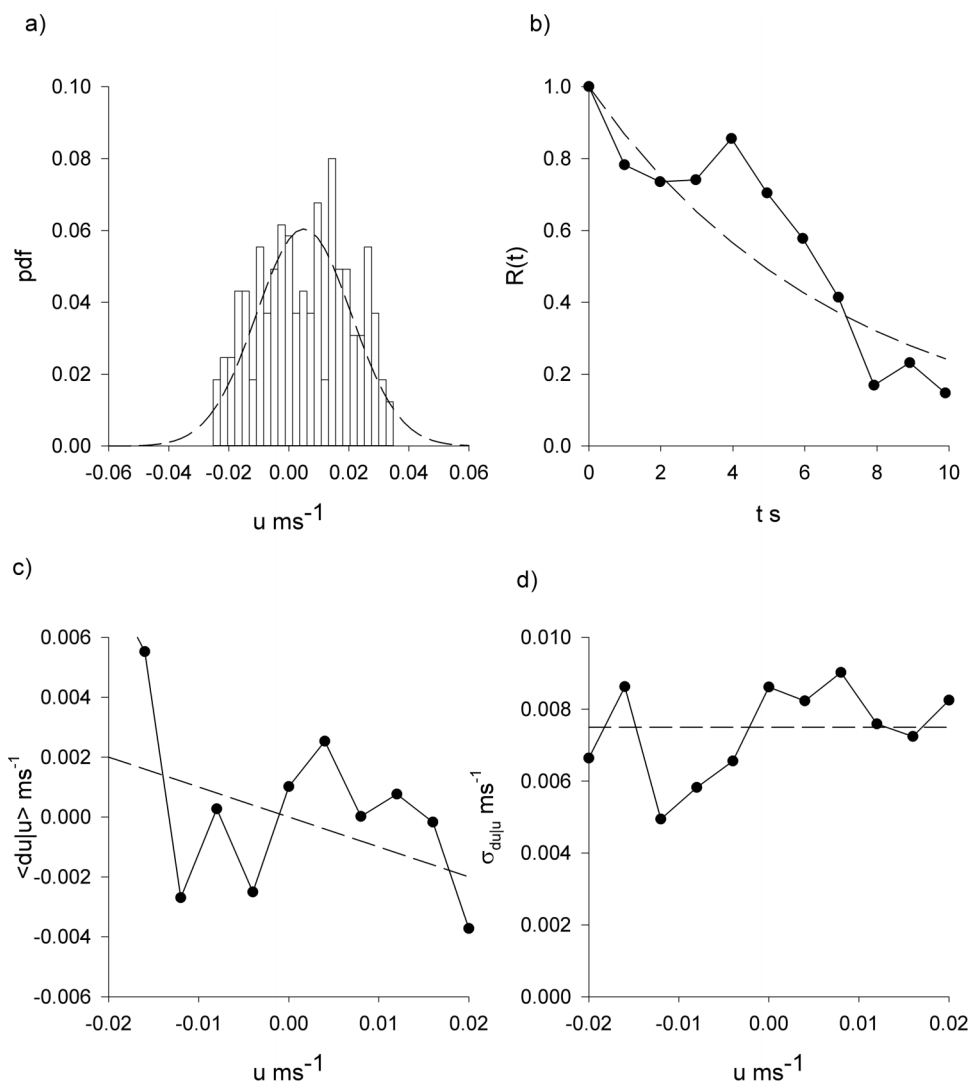 a)
0.10
0.08
0.06
0.04
0.02
0.00
pdf
-0.06 -0.04 -0.02 0.00 0.02 0.04 0.06
u ms-1
b)
1.0
0.8
0.6
0.4
0.2
0.0
R(t)
0 2 4 6 8 10
t s
c)
0.006
0.004
0.002
0.000
-0.002
-0.004
-0.006
<du|u> ms-1
-0.02 -0.01 0.00 0.01 0.02
u ms-1
d)
0.010
0.008
0.006
0.004
0.002
0.000
σdu|u ms-1
-0.02 -0.01 0.00 0.01 0.02
u ms-1